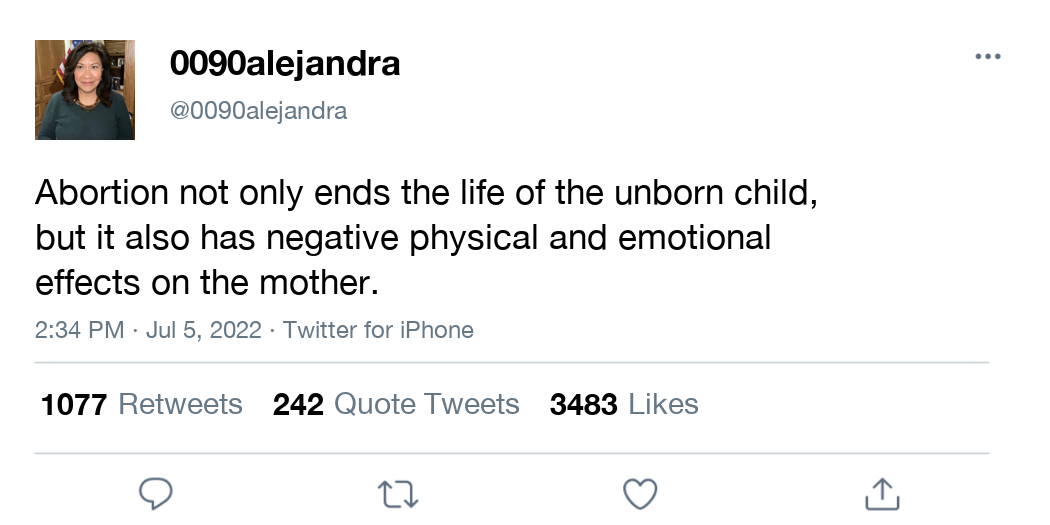 0090alejandra
@0090alejandra
Abortion not only ends the life of the unborn child,
but it also has negative physical and emotional
effects on the mother.
2:34 PM · Jul 5, 2022 · Twitter for iPhone
1077 Retweets 242 Quote Tweets 3483 Likes